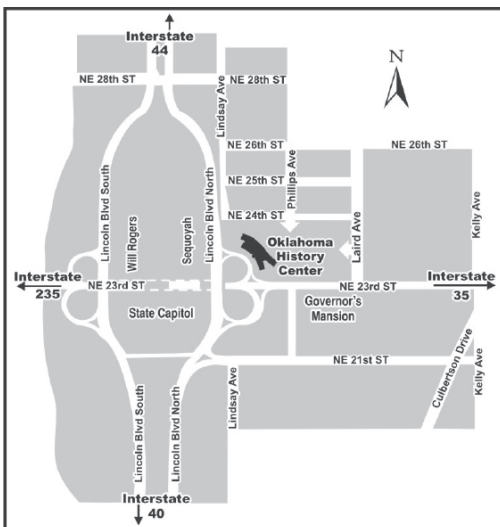 Interstate
44
N
NE 28th ST
NE 28th ST
Lindsay Ave
NE 26th ST
NE 26th ST
Phillips Ave
NE 25th ST
NE 24th ST
Lincoln Blvd South
Will Rogers
Sequoyah
Lincoln Blvd North
Oklahoma
History
Center
Laird Ave
Kelly Ave
Interstate
235
NE 23rd ST
NE 23rd ST
Interstate
35
State Capitol
Governor's
Mansion
NE 21st ST
Lincoln Blvd South
Lincoln Blvd North
Lindsay Ave
Culbertson Drive
Kelly Ave
Interstate
40